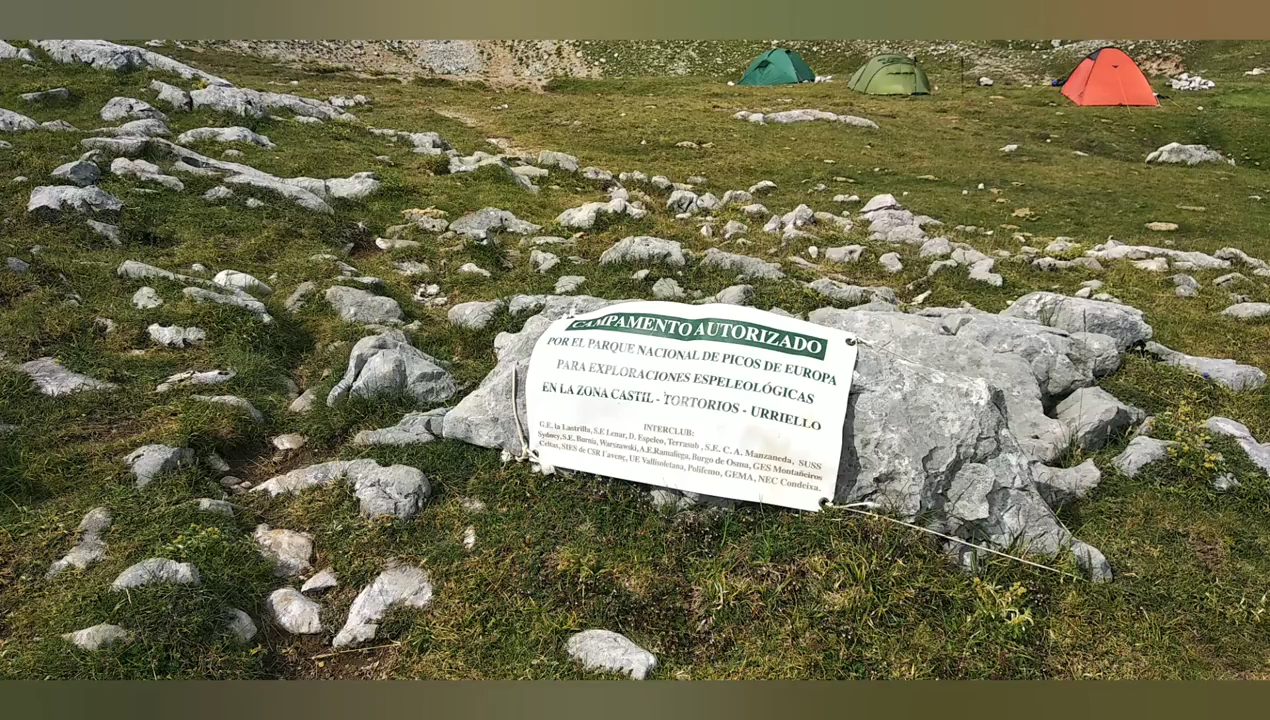 CAMPAMENTO AUTORIZADO
POR EL PARQUE NACIONAL DE PICOS DE EUROPA
PARA EXPLORACIONES ESPELEOLÓGICAS
EN LA ZONA CASTIL - TORTORIOS - URRIELLO
INTERCLUB:
G.E. la Lastrilla, S.E Lenar, D. Espeleo, Terrasub, S.E. C. A. Manzaneda, SUSS
Sydney, S.E. Burnia, Warszawski, A.E.Ramaliega, Burgo de Osma, GES Montañeiros
Celtas, SIES de CSR l'avenç, UE Vallisoletana, Polifemo, GEMA, NEC Condeixa.